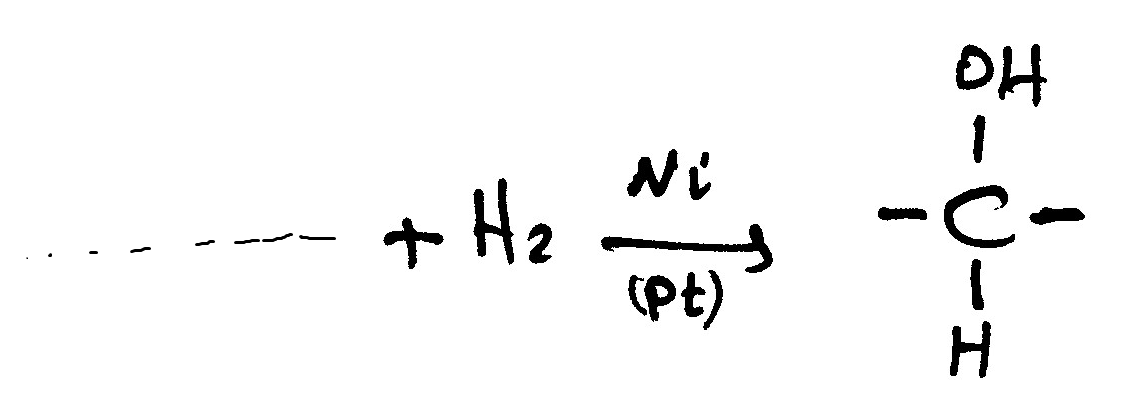 OH
|
---------- + H2 Ni → (Pt) - C -
|
H